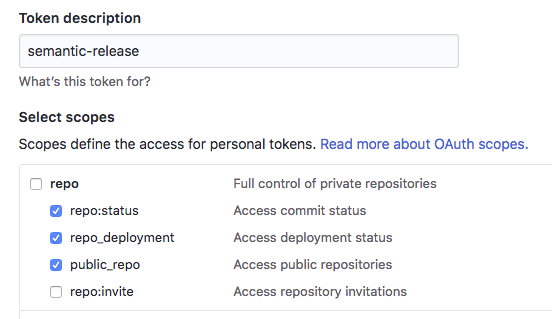 Token description
semantic-release
What's this token for?
Select scopes
Scopes define the access for personal tokens. Read more about OAuth scopes.
repo Full control of private repositories
repo:status Access commit status
repo_deployment Access deployment status
public_repo Access public repositories
repo:invite Access repository invitations